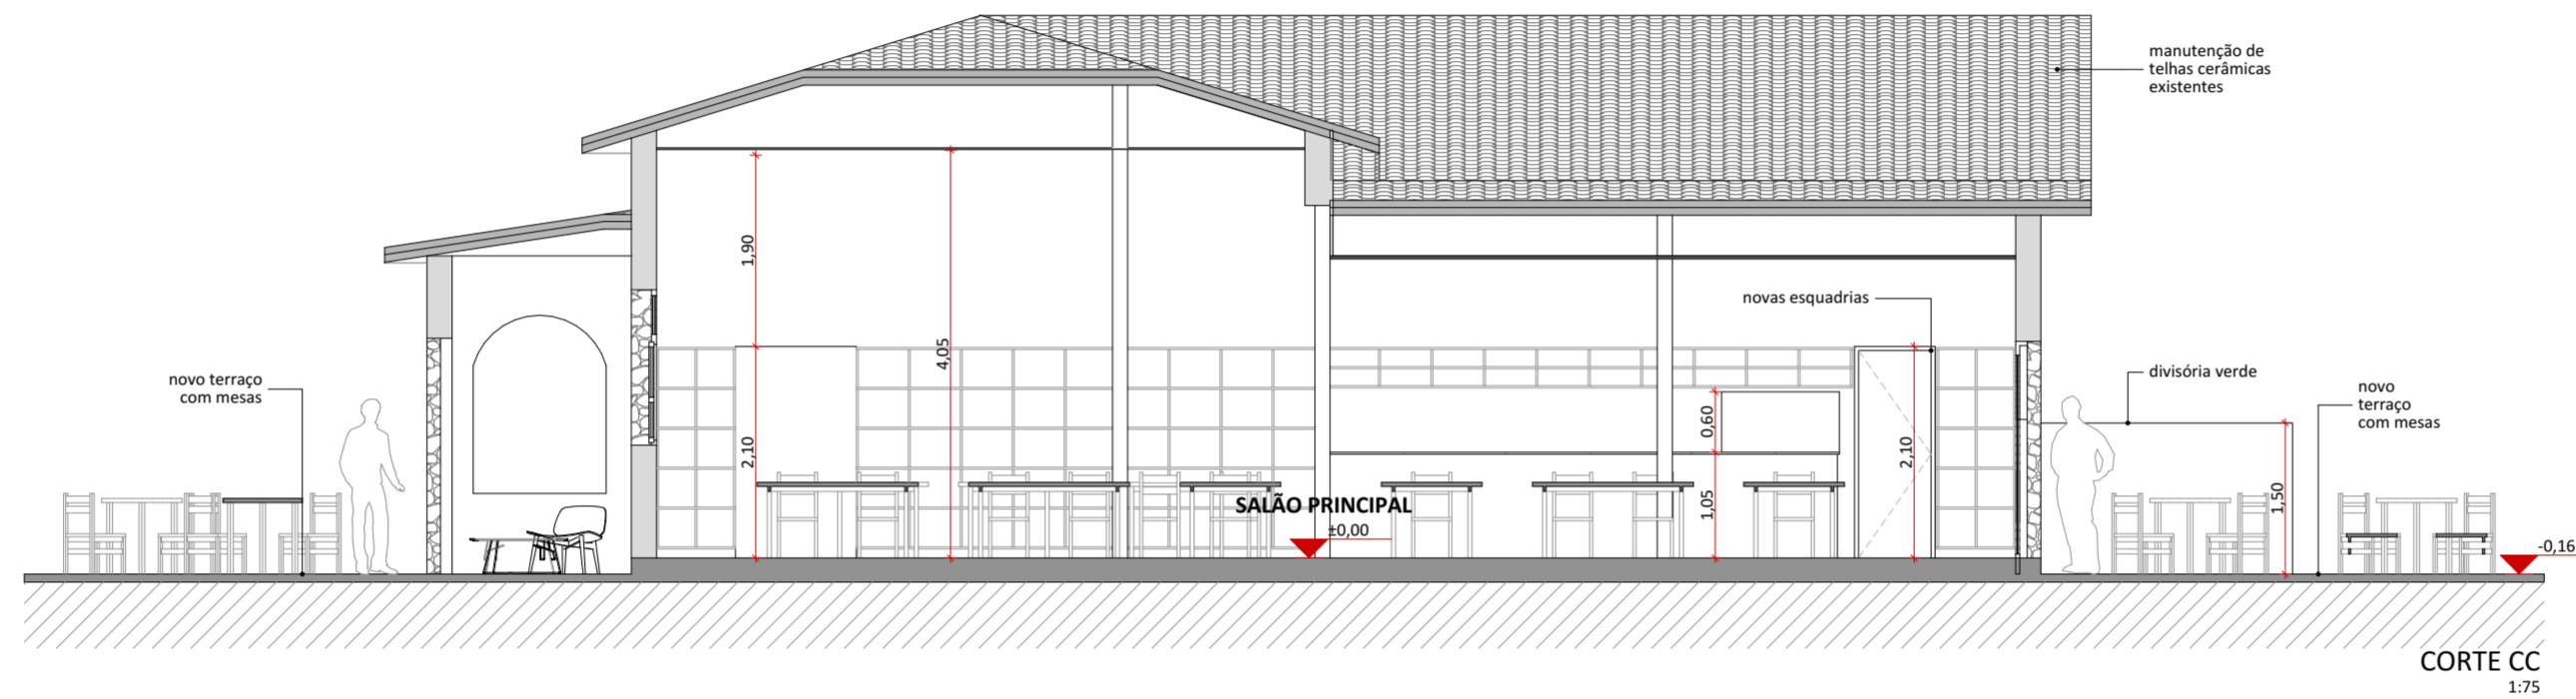 manutenção de
telhas cerâmicas
existentes
1,90
4,05
novas esquadrias
novo terraço
com mesas
divisória verde
novo
terraço
com mesas
0,60
2,10
2,10
1,50
1,05
SALÃO PRINCIPAL
±0,00
-0,16
CORTE CC
1:75